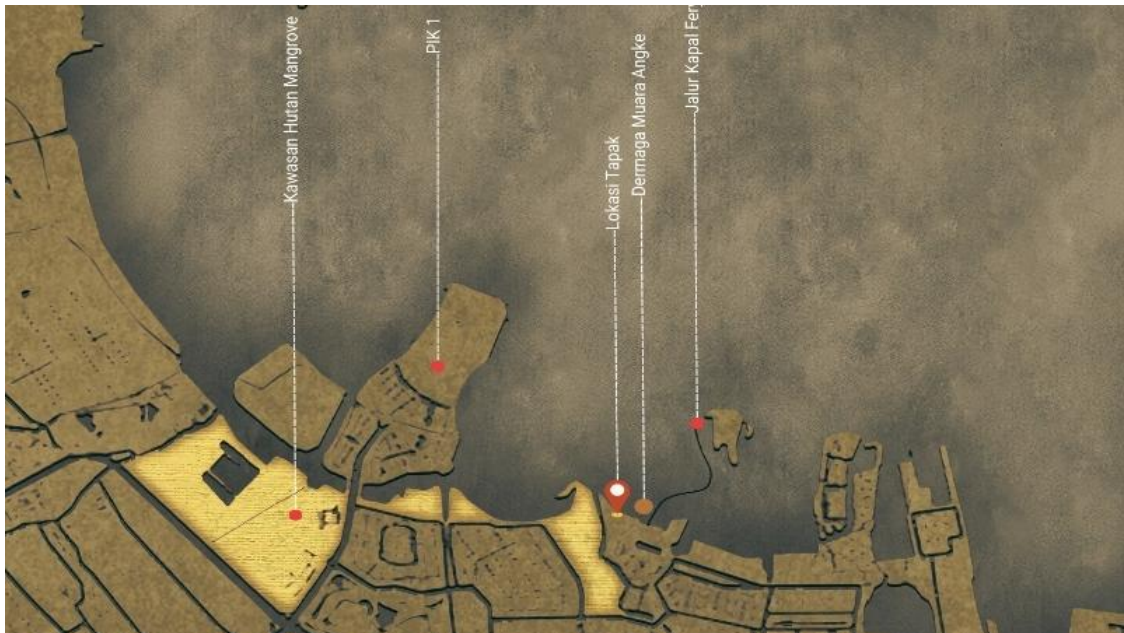 Kawasan Hutan Mangrove
PIK 1
Lokasi Tapak
Dermaga Muara Angke
Jalur Kapal